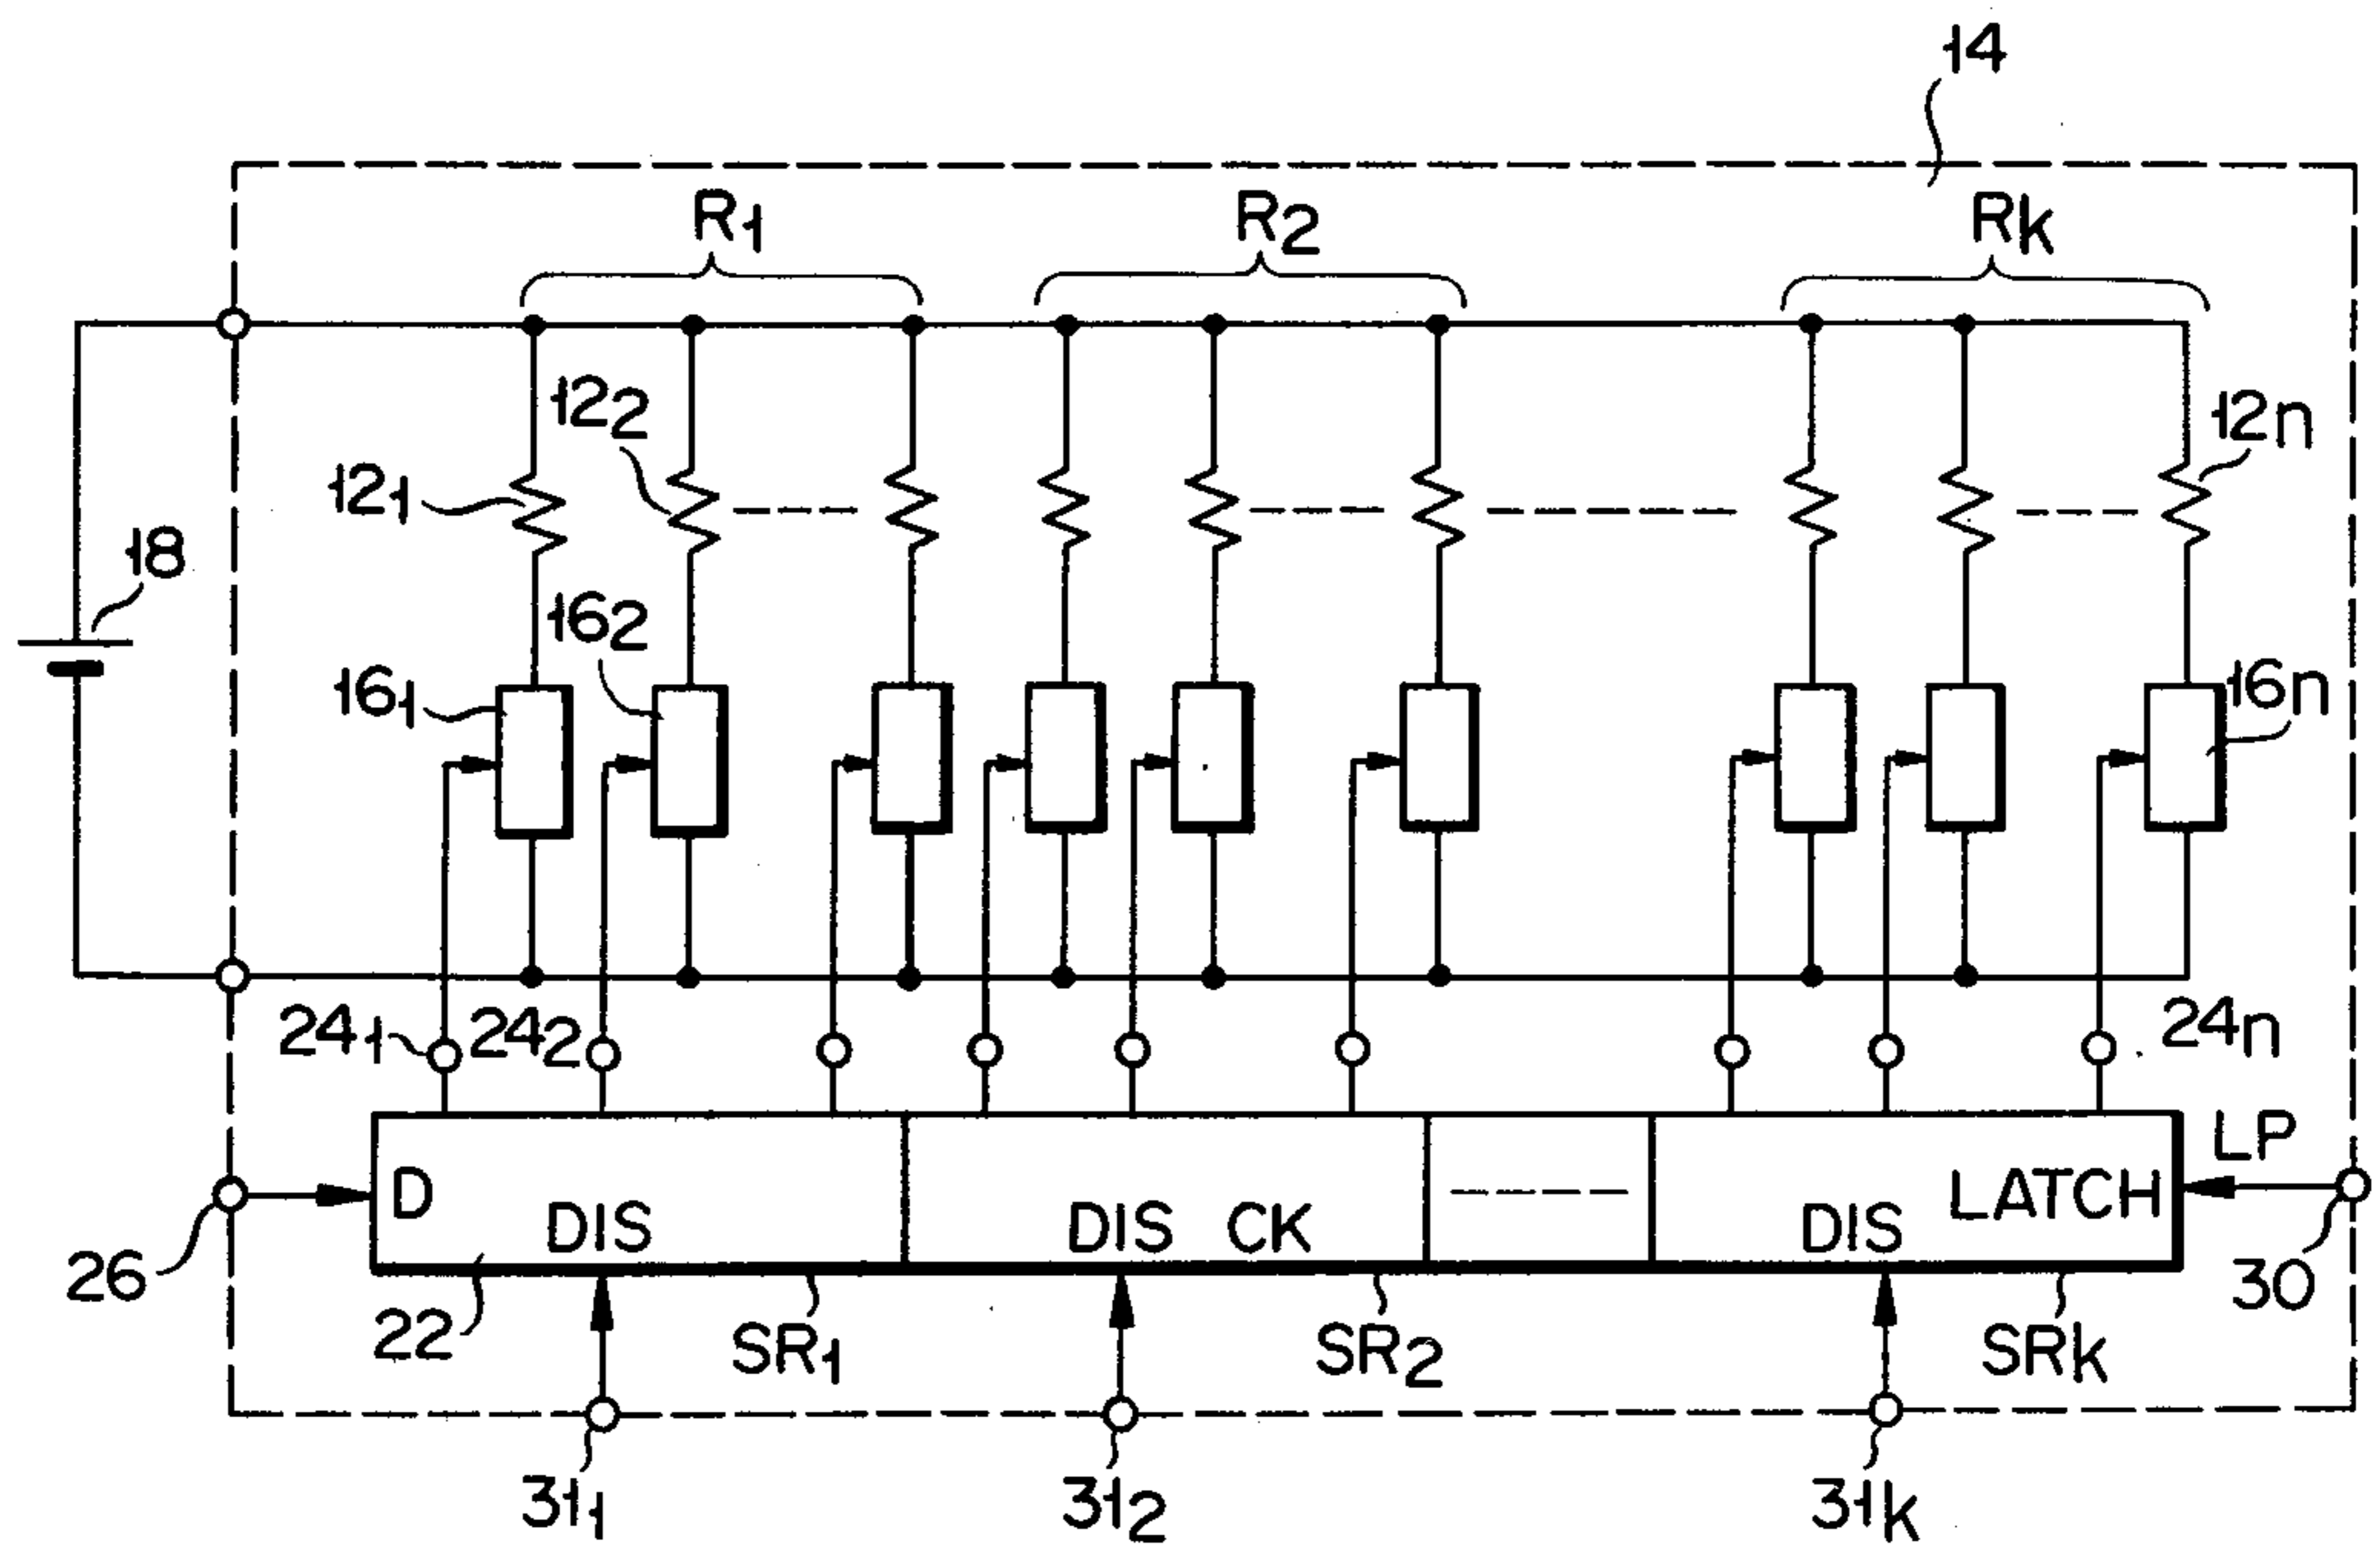 14
R1 R2 Rk
122 12n
121
18
162
161 16n
241 242 24n
LP
D LATCH
DIS DIS CK DIS
26 30
22 SR1 SR2 SRk
311 312 31k